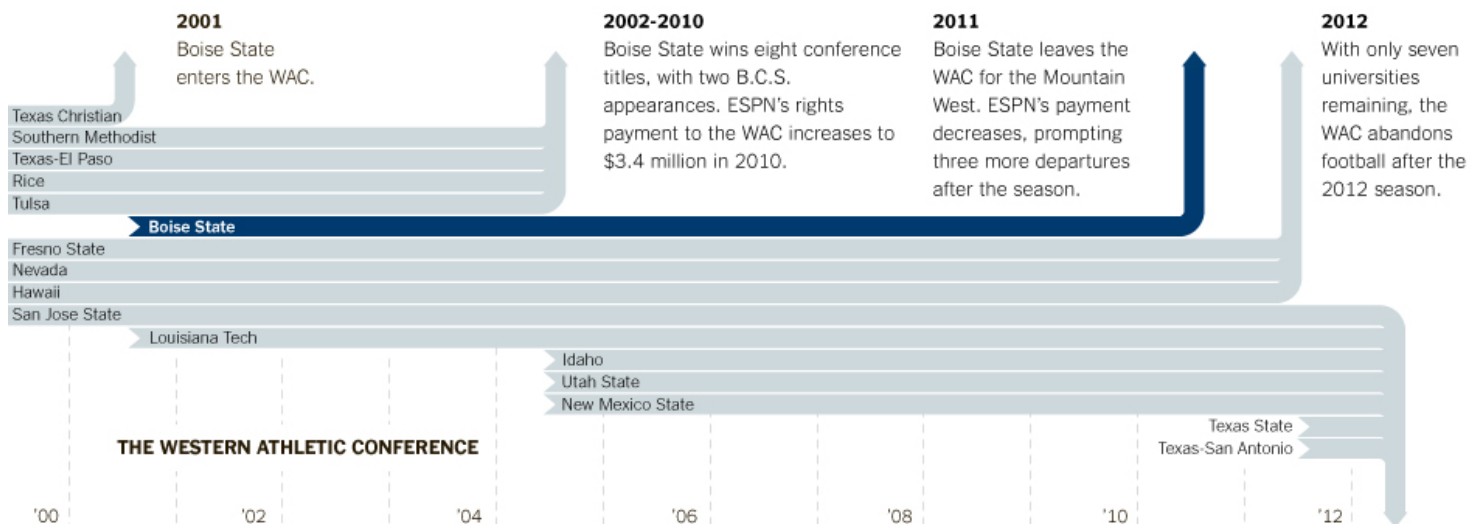 2001
Boise State
enters the WAC.
2002-2010
Boise State wins eight conference
titles, with two B.C.S.
appearances. ESPN’s rights
payment to the WAC increases to
$3.4 million in 2010.
2011
Boise State leaves the
WAC for the Mountain
West. ESPN’s payment
decreases, prompting
three more departures
after the season.
2012
With only seven
universities
remaining, the
WAC abandons
football after the
2012 season.
Texas Christian
Southern Methodist
Texas-El Paso
Rice
Tulsa
Boise State
Fresno State
Nevada
Hawaii
San Jose State
Louisiana Tech
Idaho
Utah State
New Mexico State
Texas State
Texas-San Antonio
THE WESTERN ATHLETIC CONFERENCE
’00 ’02 ’04 ’06 ’08 ’10 ’12